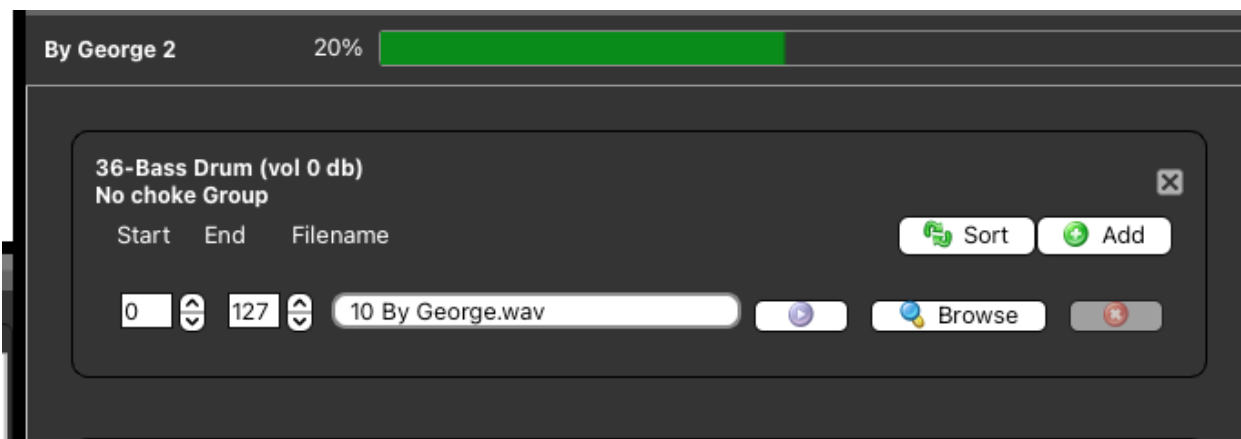 By George 2 20%
36-Bass Drum (vol 0 db)
No choke Group
Start End Filename Sort Add
0 127 10 By George.wav Browse